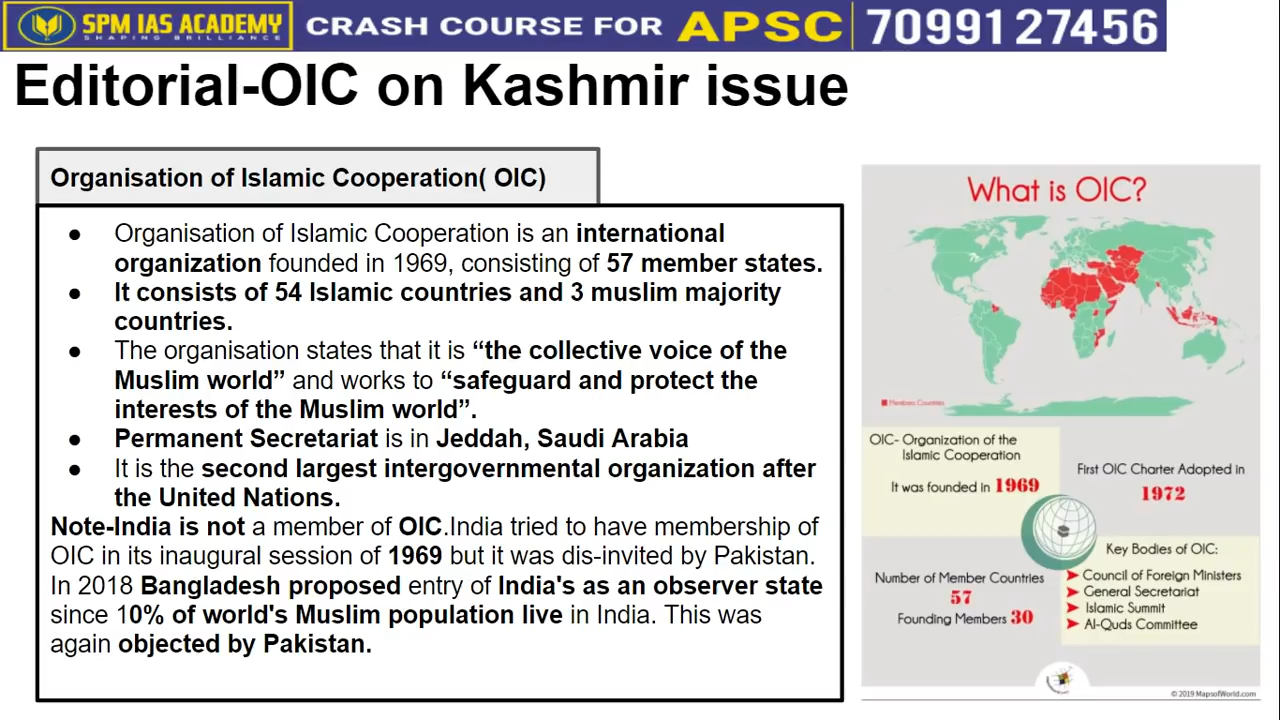 SPM IAS ACADEMY
SHAPING BRILLIANCE
CRASH COURSE FOR APSC 7099127456
Editorial-OIC on Kashmir issue
Organisation of Islamic Cooperation( OIC)
● Organisation of Islamic Cooperation is an international
organization founded in 1969, consisting of 57 member states.
● It consists of 54 Islamic countries and 3 muslim majority
countries.
● The organisation states that it is “the collective voice of the
Muslim world” and works to “safeguard and protect the
interests of the Muslim world”.
● Permanent Secretariat is in Jeddah, Saudi Arabia
● It is the second largest intergovernmental organization after
the United Nations.
Note-India is not a member of OIC.India tried to have membership of
OIC in its inaugural session of 1969 but it was dis-invited by Pakistan.
In 2018 Bangladesh proposed entry of India's as an observer state
since 10% of world's Muslim population live in India. This was
again objected by Pakistan.
What is OIC?
Members Countries
OIC- Organization of the
Islamic Cooperation
It was founded in 1969
First OIC Charter Adopted in
1972
Number of Member Countries
57
Founding Members 30
Key Bodies of OIC:
➤ Council of Foreign Ministers
➤ General Secretariat
➤ Islamic Summit
➤ Al-Quds Committee
© 2019 MapsofWorld.com